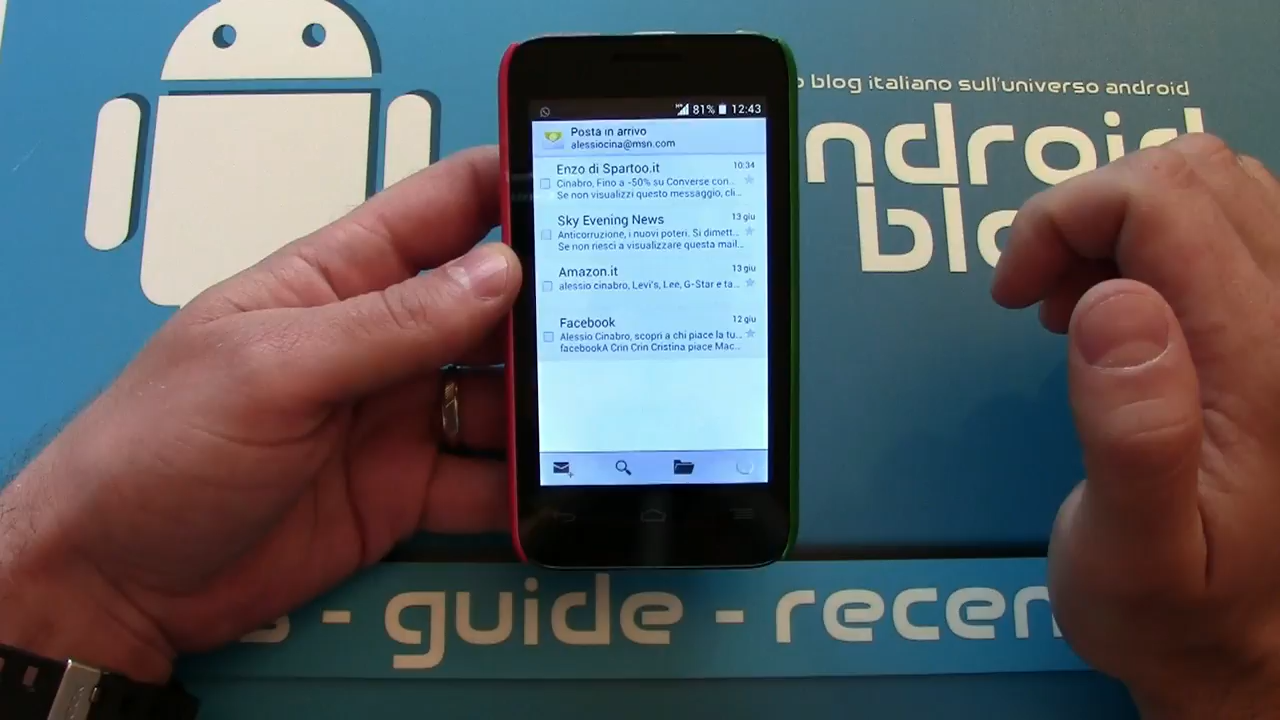 blog italiano sull'universo android
android
blo
81% 12:43
Posta in arrivo
alessiocina@msn.com
Enzo di Spartoo.it 10:34
Cinabro, Fino a -50% su Converse con...
Se non visualizzi questo messaggio, cli...
Sky Evening News 13 giu
Anticorruzione, i nuovi poteri. Si dimett...
Se non riesci a visualizzare questa mail...
Amazon.it 13 giu
alessio cinabro, Levi's, Lee, G-Star e ta...
Facebook 12 giu
Alessio Cinabro, scopri a chi piace la tu...
facebookA Crin Crin Cristina piace Mac...
- guide - recen